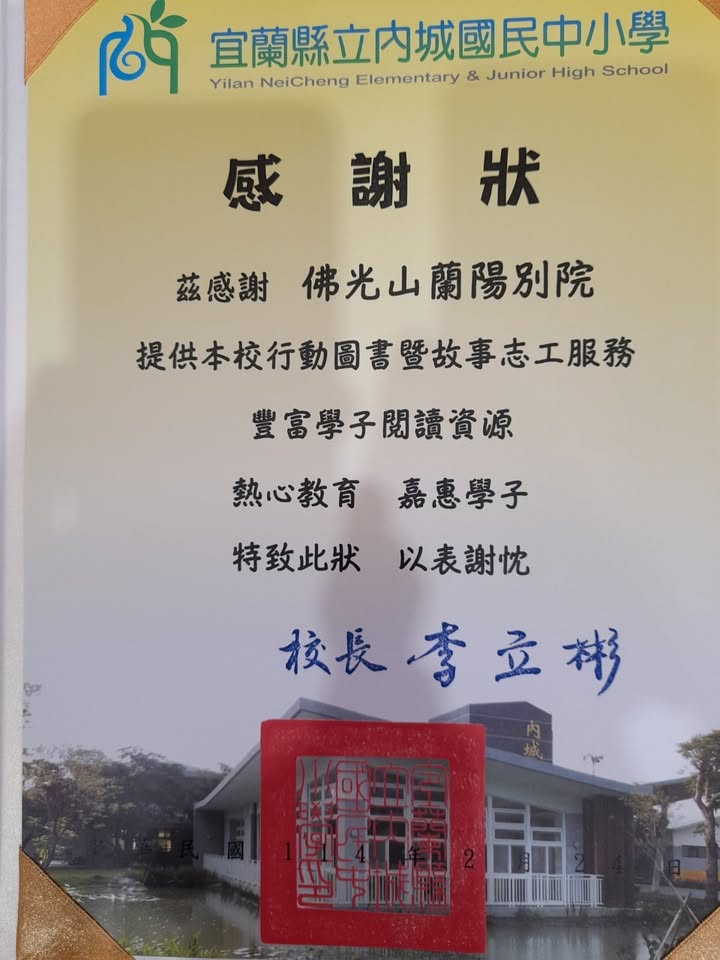 宜蘭縣立內城國民中小學
Yilan NeiCheng Elementary & Junior High School
感謝狀
茲感謝 佛光山蘭陽別院
提供本校行動圖書暨故事志工服務
豐富學子閱讀資源
熱心教育 嘉惠學子
特致此狀 以表謝忱
校長 李立彬
內城
民國114年2月24日